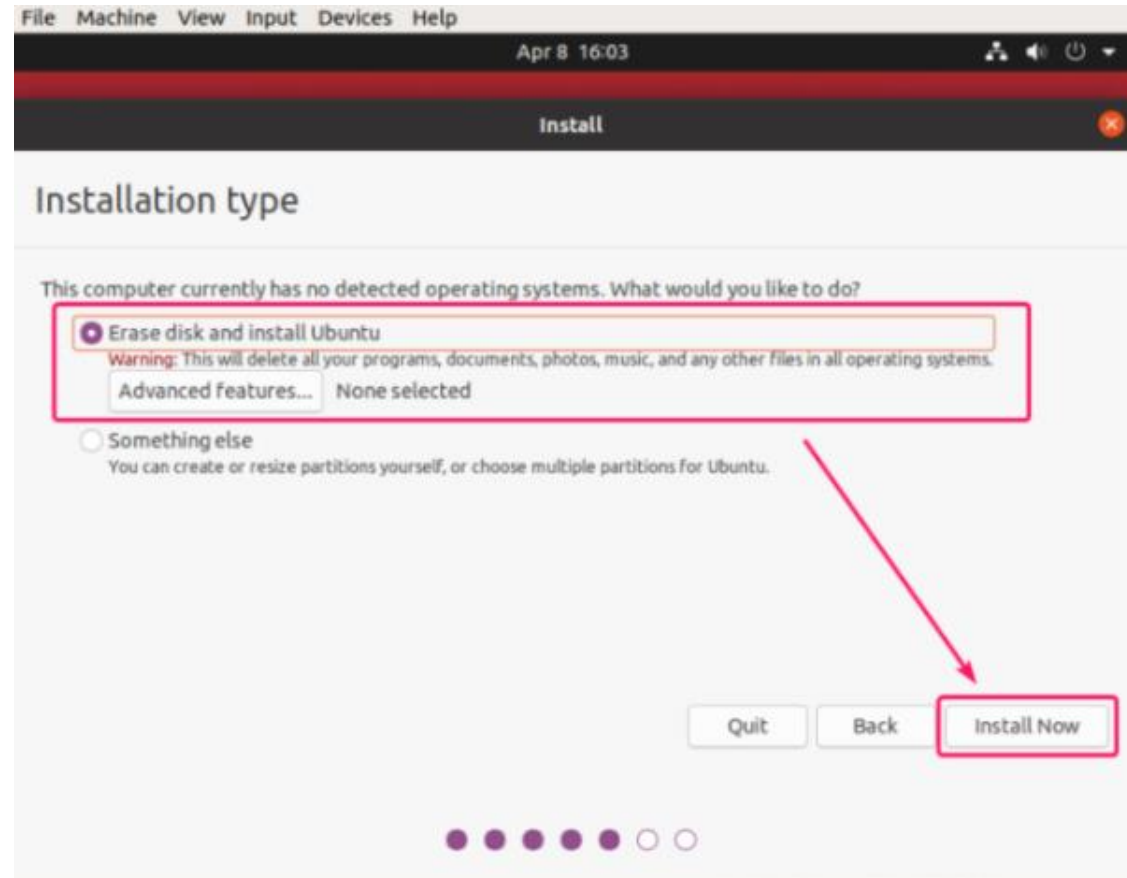 File Machine View Input Devices Help
Apr 8 16:03
Install
Installation type
This computer currently has no detected operating systems. What would you like to do?
Erase disk and install Ubuntu
Warning: This will delete all your programs, documents, photos, music, and any other files in all operating systems.
Advanced features... None selected
Something else
You can create or resize partitions yourself, or choose multiple partitions for Ubuntu.
Quit Back Install Now